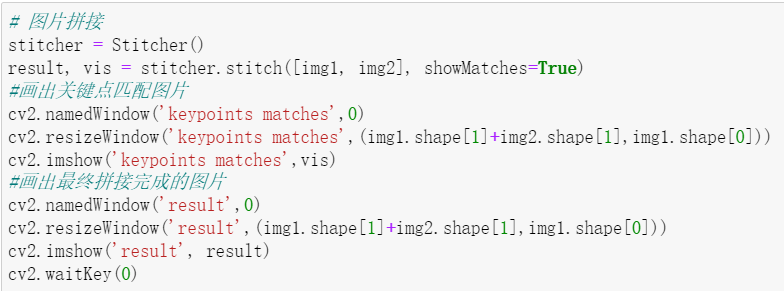 # 图片拼接
stitcher = Stitcher()
result, vis = stitcher.stitch([img1, img2], showMatches=True)
#画出关键点匹配图片
cv2.namedWindow('keypoints matches',0)
cv2.resizeWindow('keypoints matches',(img1.shape[1]+img2.shape[1],img1.shape[0]))
cv2.imshow('keypoints matches',vis)
#画出最终拼接完成的图片
cv2.namedWindow('result',0)
cv2.resizeWindow('result',(img1.shape[1]+img2.shape[1],img1.shape[0]))
cv2.imshow('result', result)
cv2.waitKey(0)